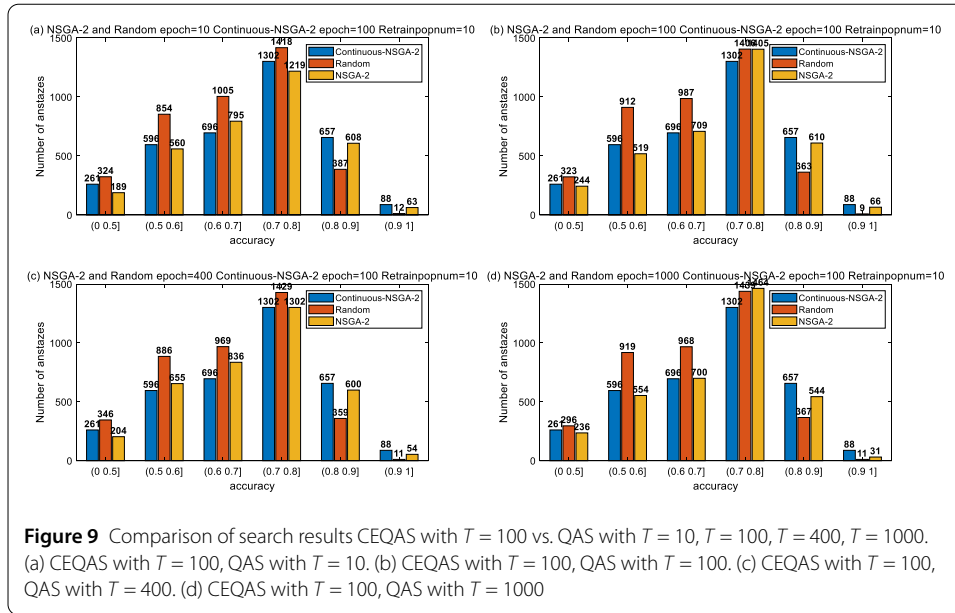 (a) NSGA-2 and Random epoch=10 Continuous-NSGA-2 epoch=100 Retrainpopnum=10
1500
1000
500
0
Number of anstazes
261 324 189
596 854 560
696 1005 795
1302 1418 1219
657 387 608
88 12 63
Continuous-NSGA-2
Random
NSGA-2
(0 0.5] (0.5 0.6] (0.6 0.7] (0.7 0.8] (0.8 0.9] (0.9 1]
accuracy
(b) NSGA-2 and Random epoch=100 Continuous-NSGA-2 epoch=100 Retrainpopnum=10
1500
1000
500
0
Number of anstazes
261 323 244
596 912 519
696 987 709
1302 1406 1405
657 363 610
88 9 66
Continuous-NSGA-2
Random
NSGA-2
(0 0.5] (0.5 0.6] (0.6 0.7] (0.7 0.8] (0.8 0.9] (0.9 1]
accuracy
(c) NSGA-2 and Random epoch=400 Continuous-NSGA-2 epoch=100 Retrainpopnum=10
1500
1000
500
0
Number of anstazes
261 346 204
596 886 655
696 969 836
1302 1429 1302
657 359 600
88 11 54
Continuous-NSGA-2
Random
NSGA-2
(0 0.5] (0.5 0.6] (0.6 0.7] (0.7 0.8] (0.8 0.9] (0.9 1]
accuracy
(d) NSGA-2 and Random epoch=1000 Continuous-NSGA-2 epoch=100 Retrainpopnum=10
1500
1000
500
0
Number of anstazes
261 296 236
596 919 554
696 968 700
1302 1464
657 367 544
88 11 31
Continuous-NSGA-2
Random
NSGA-2
(0 0.5] (0.5 0.6] (0.6 0.7] (0.7 0.8] (0.8 0.9] (0.9 1]
accuracy
Figure 9 Comparison of search results CEQAS with T = 100 vs. QAS with T = 10, T = 100, T = 400, T = 1000.
(a) CEQAS with T = 100, QAS with T = 10. (b) CEQAS with T = 100, QAS with T = 100. (c) CEQAS with T = 100,
QAS with T = 400. (d) CEQAS with T = 100, QAS with T = 1000